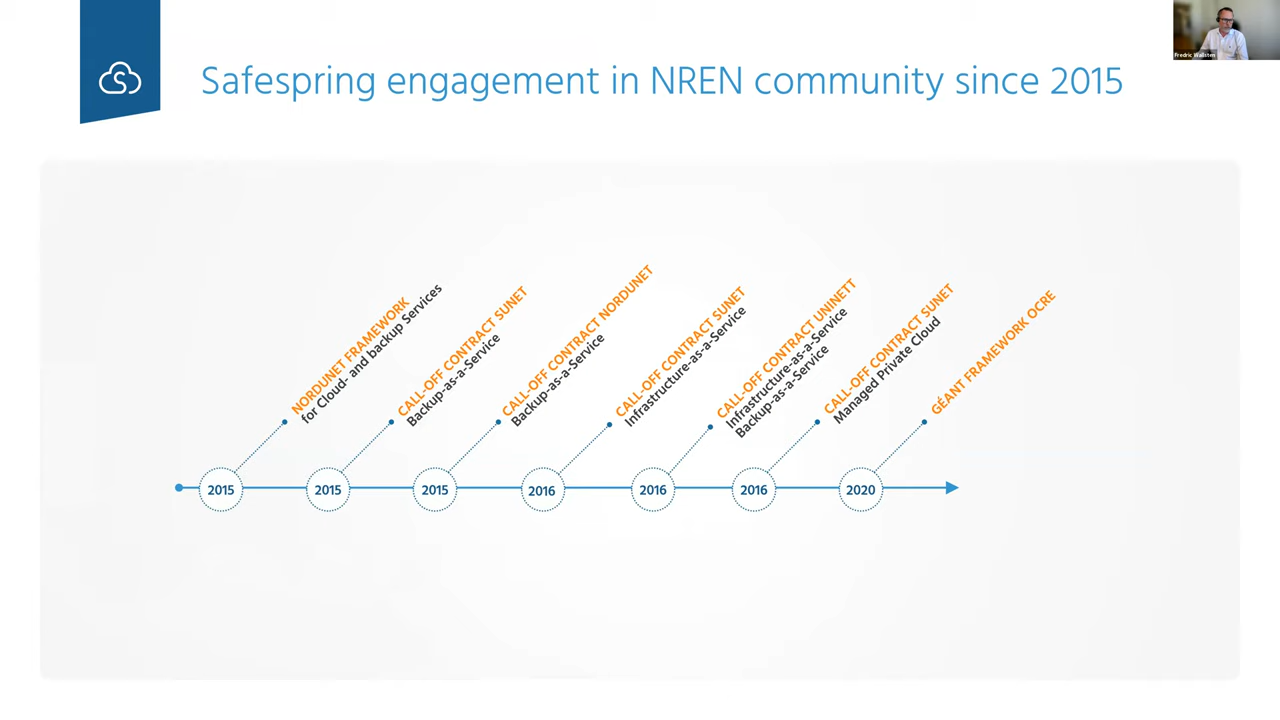 Safespring engagement in NREN community since 2015
Fredric Wallsten
NORDUNET FRAMEWORK
for Cloud- and backup Services
CALL-OFF CONTRACT SUNET
Backup-as-a-Service
CALL-OFF CONTRACT NORDUNET
Backup-as-a-Service
CALL-OFF CONTRACT SUNET
Infrastructure-as-a-Service
CALL-OFF CONTRACT UNINETT
Infrastructure-as-a-Service
Backup-as-a-Service
CALL-OFF CONTRACT SUNET
Managed Private Cloud
GÉANT FRAMEWORK OCRE
2015
2015
2015
2016
2016
2016
2020